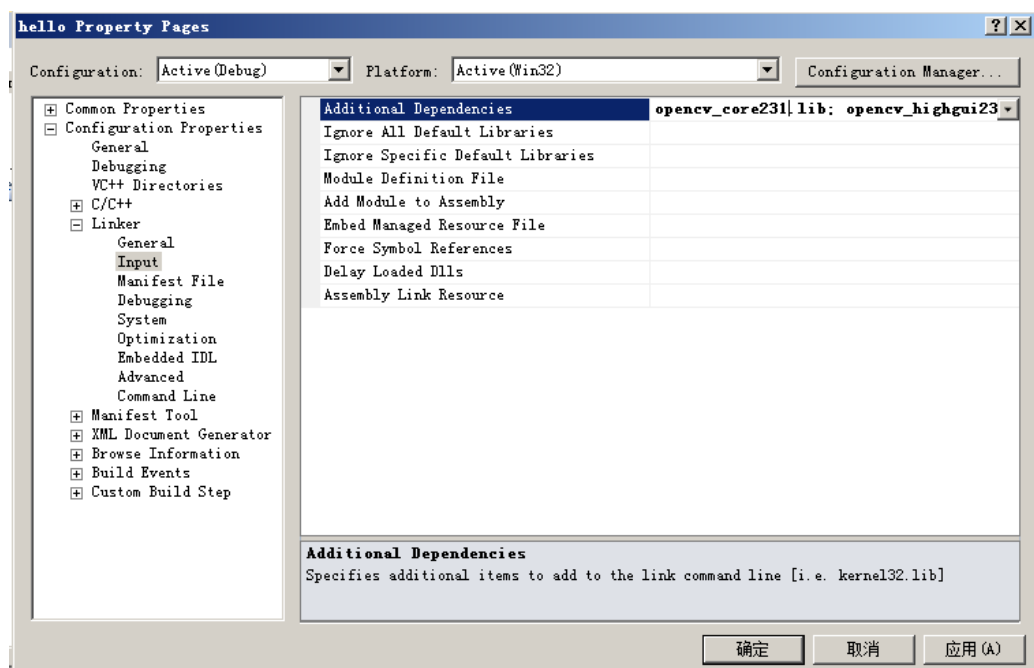 hello Property Pages
Configuration: Active(Debug) Platform: Active(Win32) Configuration Manager...
Common Properties
Configuration Properties
General
Debugging
VC++ Directories
C/C++
Linker
General
Input
Manifest File
Debugging
System
Optimization
Embedded IDL
Advanced
Command Line
Manifest Tool
XML Document Generator
Browse Information
Build Events
Custom Build Step
Additional Dependencies opencv_core231.lib; opencv_highgui23
Ignore All Default Libraries
Ignore Specific Default Libraries
Module Definition File
Add Module to Assembly
Embed Managed Resource File
Force Symbol References
Delay Loaded Dlls
Assembly Link Resource
Additional Dependencies
Specifies additional items to add to the link command line [i.e. kernel32.lib]
确定 取消 应用(A)